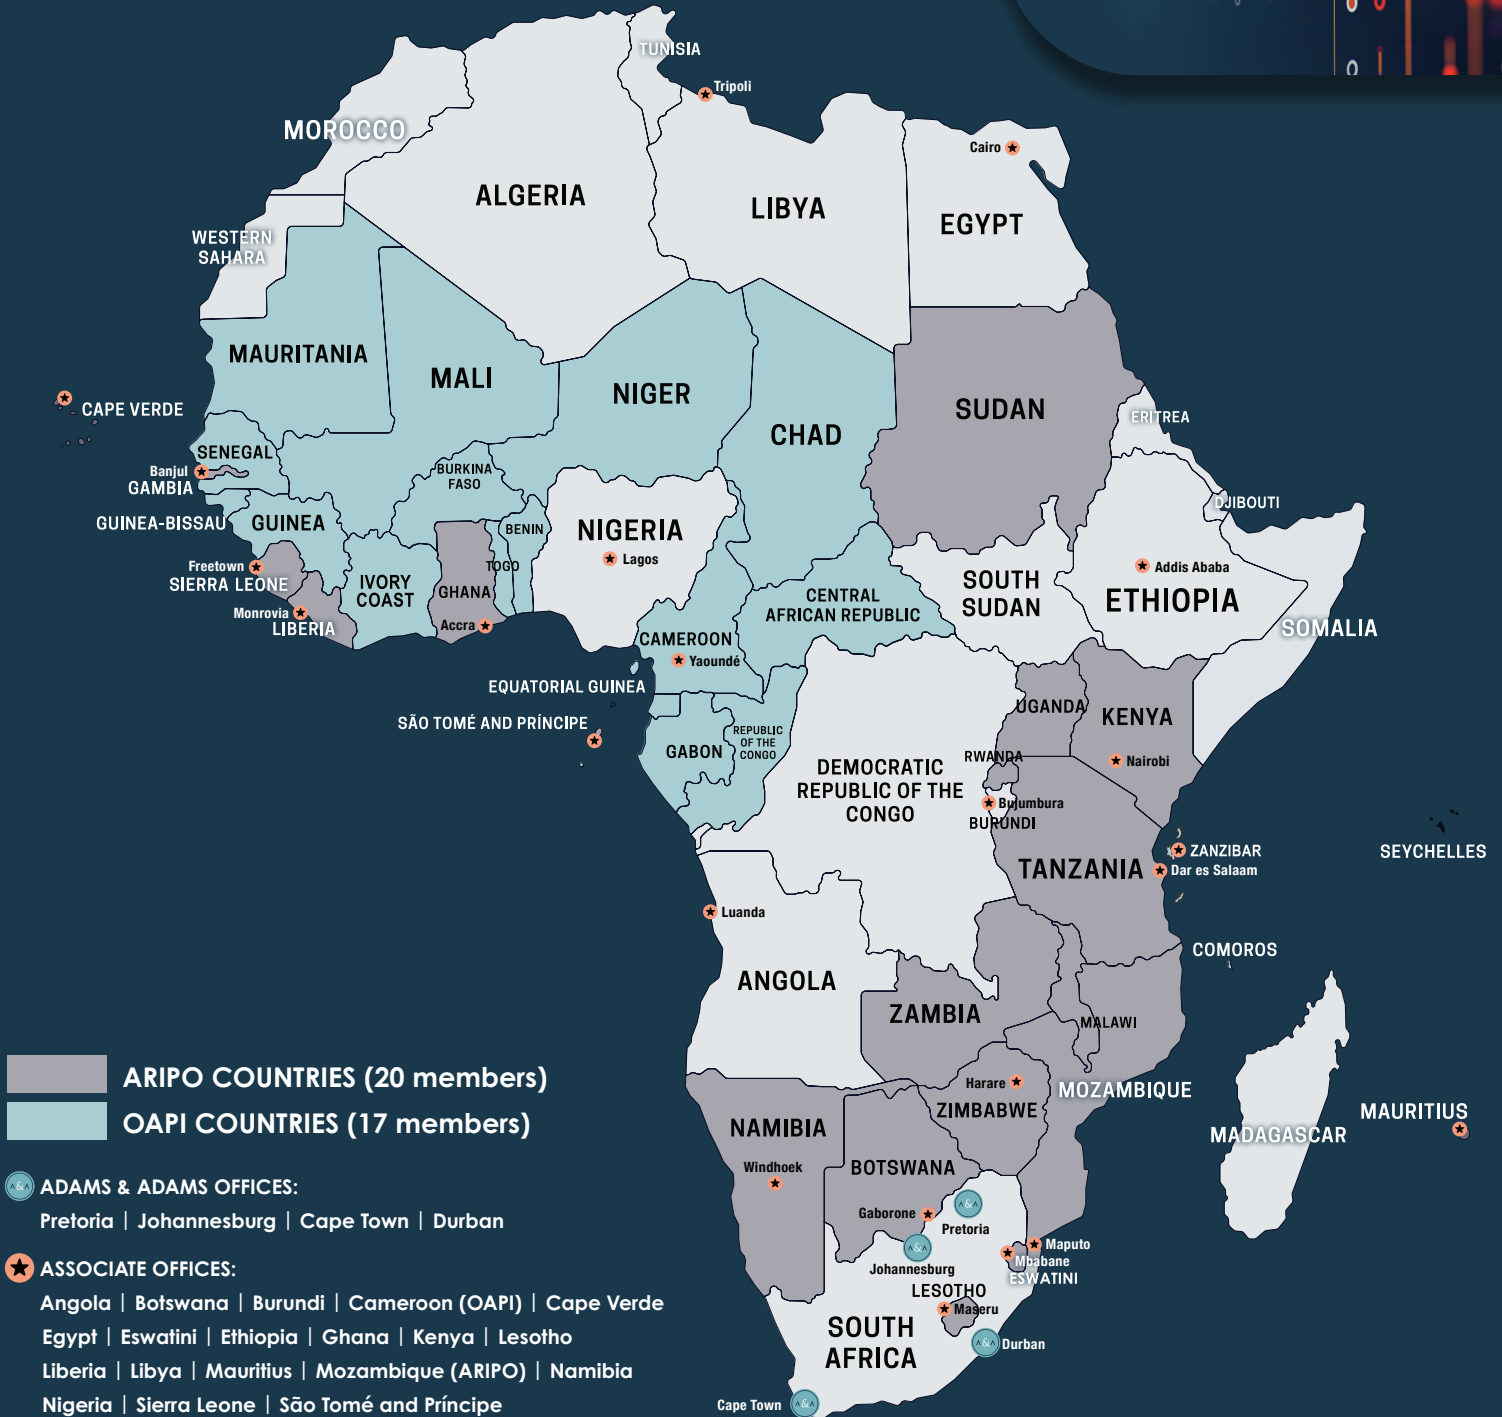 TUNISIA
Tripoli
MOROCCO
Cairo
ALGERIA
LIBYA
EGYPT
WESTERN
SAHARA
MAURITANIA
MALI
NIGER
CHAD
SUDAN
CAPE VERDE
ERITREA
SENEGAL
Banjul
GAMBIA
BURKINA
FASO
DJIBOUTI
GUINEA-BISSAU
GUINEA
BENIN
NIGERIA
Lagos
TOGO
Freetown
SIERRA LEONE
IVORY
COAST
GHANA
Addis Ababa
SOUTH
SUDAN
ETHIOPIA
CENTRAL
AFRICAN REPUBLIC
Monrovia
LIBERIA
Accra
CAMEROON
Yaoundé
SOMALIA
EQUATORIAL GUINEA
SÃO TOMÉ AND PRÍNCIPE
UGANDA
KENYA
GABON
REPUBLIC
OF THE
CONGO
RWANDA
Nairobi
DEMOCRATIC
REPUBLIC OF THE
CONGO
Bujumbura
BURUNDI
ZANZIBAR
SEYCHELLES
TANZANIA
Dar es Salaam
Luanda
COMOROS
ANGOLA
ZAMBIA
MALAWI
ARIPO COUNTRIES (20 members)
Harare
MOZAMBIQUE
ZIMBABWE
MAURITIUS
OAPI COUNTRIES (17 members)
NAMIBIA
MADAGASCAR
Windhoek
BOTSWANA
A&A ADAMS & ADAMS OFFICES:
Pretoria | Johannesburg | Cape Town | Durban
Gaborone
A&A
Pretoria
A&A
Johannesburg
Maputo
Mbabane
ESWATINI
ASSOCIATE OFFICES:
Angola | Botswana | Burundi | Cameroon (OAPI) | Cape Verde
Egypt | Eswatini | Ethiopia | Ghana | Kenya | Lesotho
Liberia | Libya | Mauritius | Mozambique (ARIPO) | Namibia
Nigeria | Sierra Leone | São Tomé and Príncipe
LESOTHO
Maseru
SOUTH
AFRICA
A&A Durban
Cape Town A&A